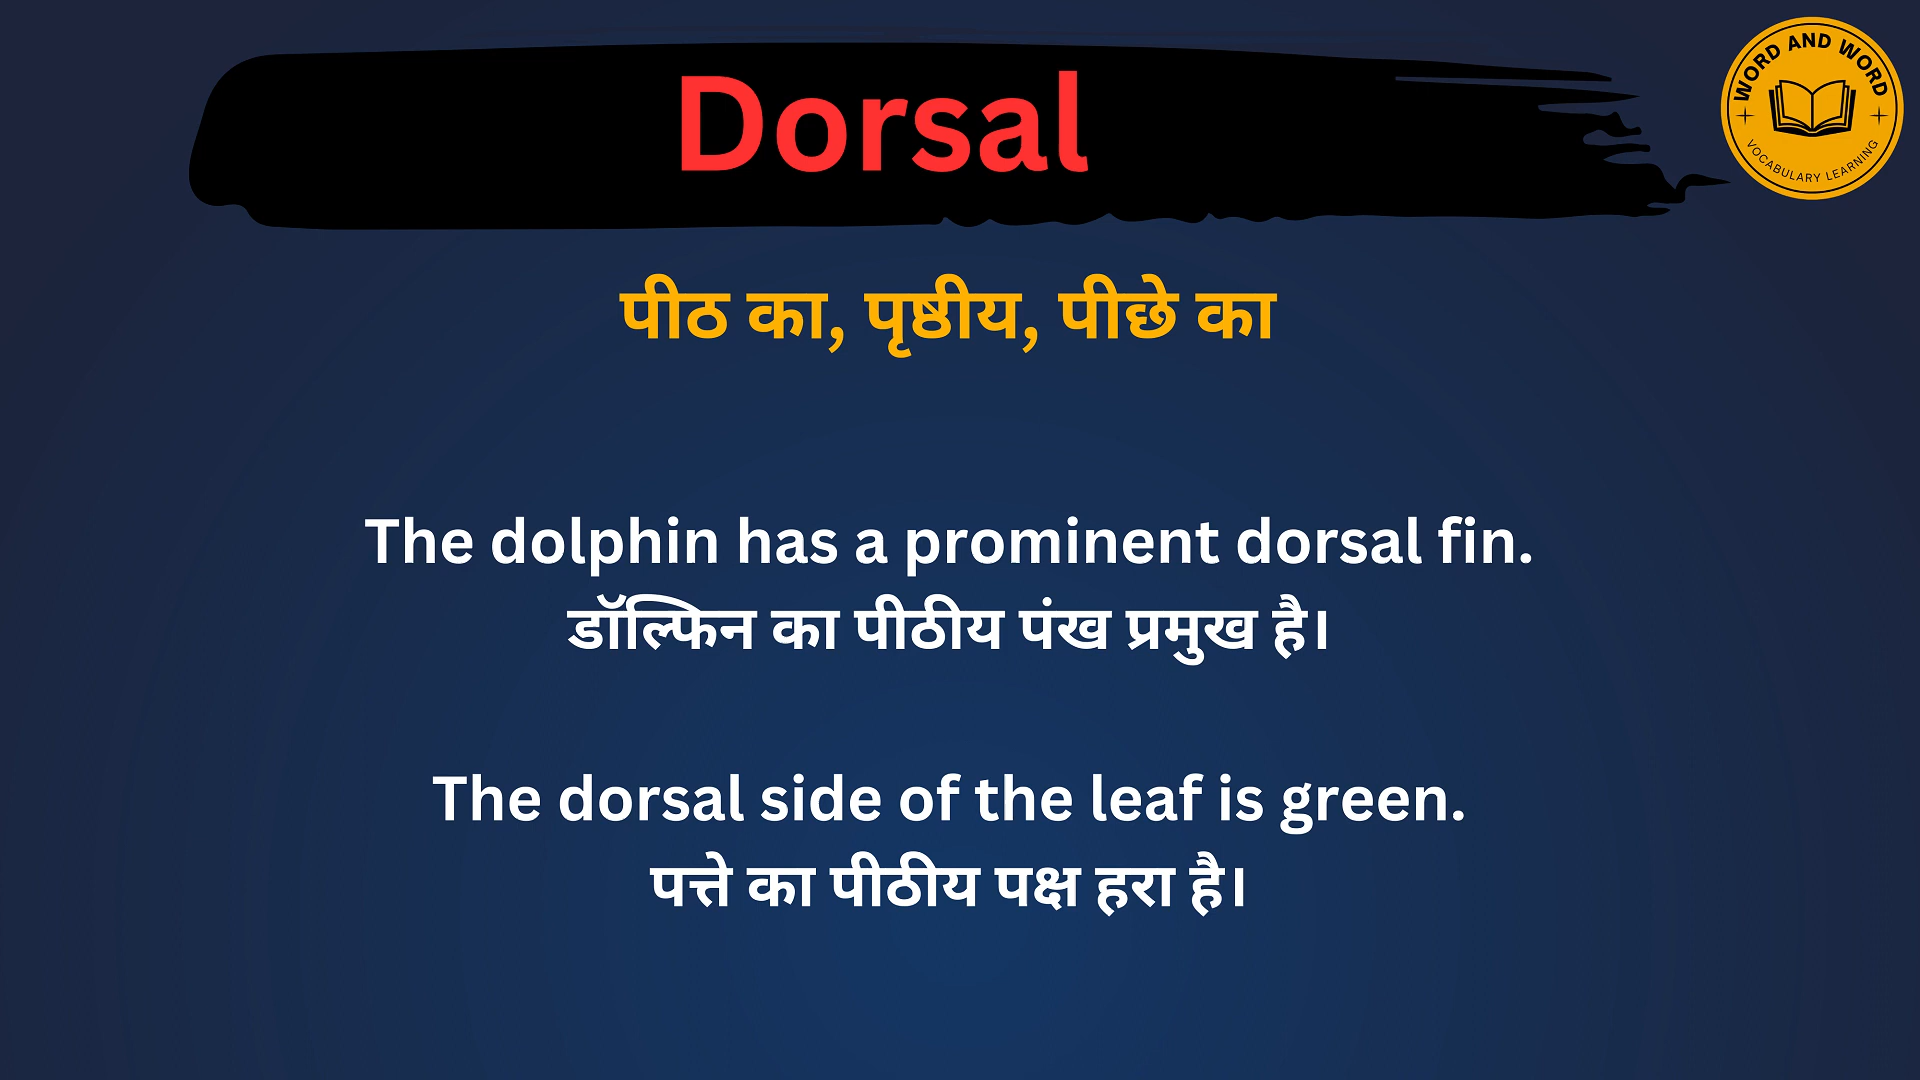 Dorsal
WORD AND WORD
VOCABULARY LEARNING
पीठ का, पृष्ठीय, पीछे का
The dolphin has a prominent dorsal fin.
डॉल्फिन का पीठीय पंख प्रमुख है।
The dorsal side of the leaf is green.
पत्ते का पीठीय पक्ष हरा है।